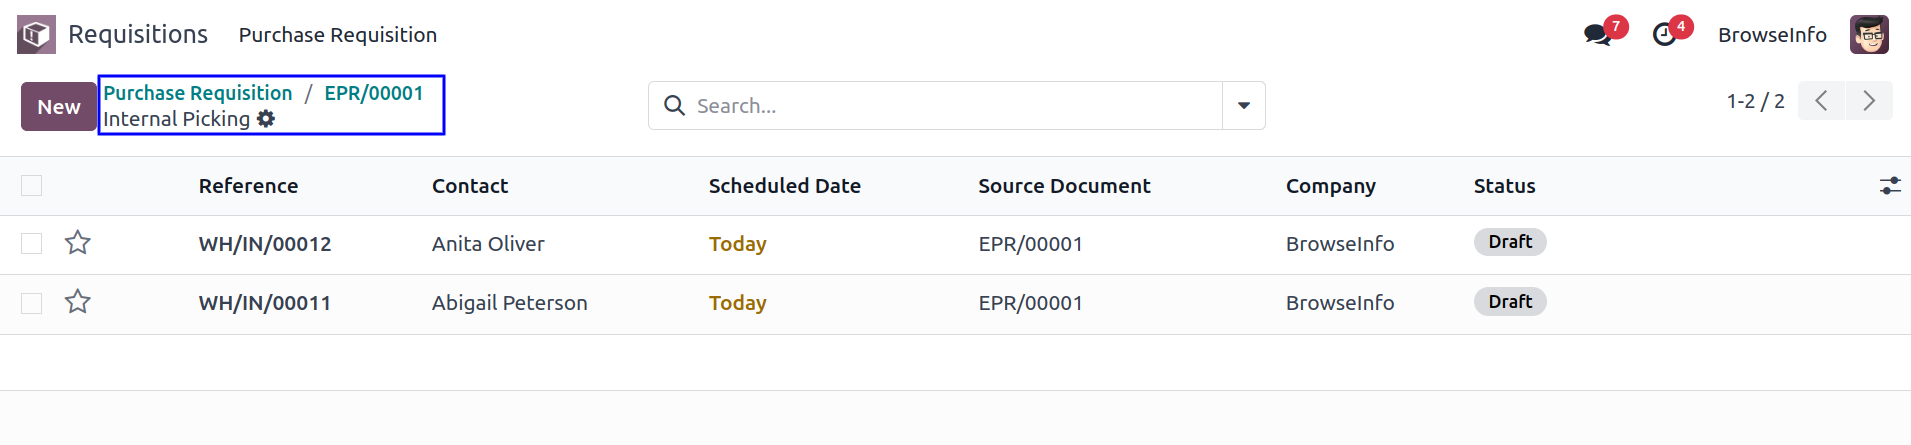 Requisitions Purchase Requisition 7 4 BrowseInfo
New Purchase Requisition / EPR/00001
Internal Picking
Search...
1-2 / 2
Reference Contact Scheduled Date Source Document Company Status
WH/IN/00012 Anita Oliver Today EPR/00001 BrowseInfo Draft
WH/IN/00011 Abigail Peterson Today EPR/00001 BrowseInfo Draft